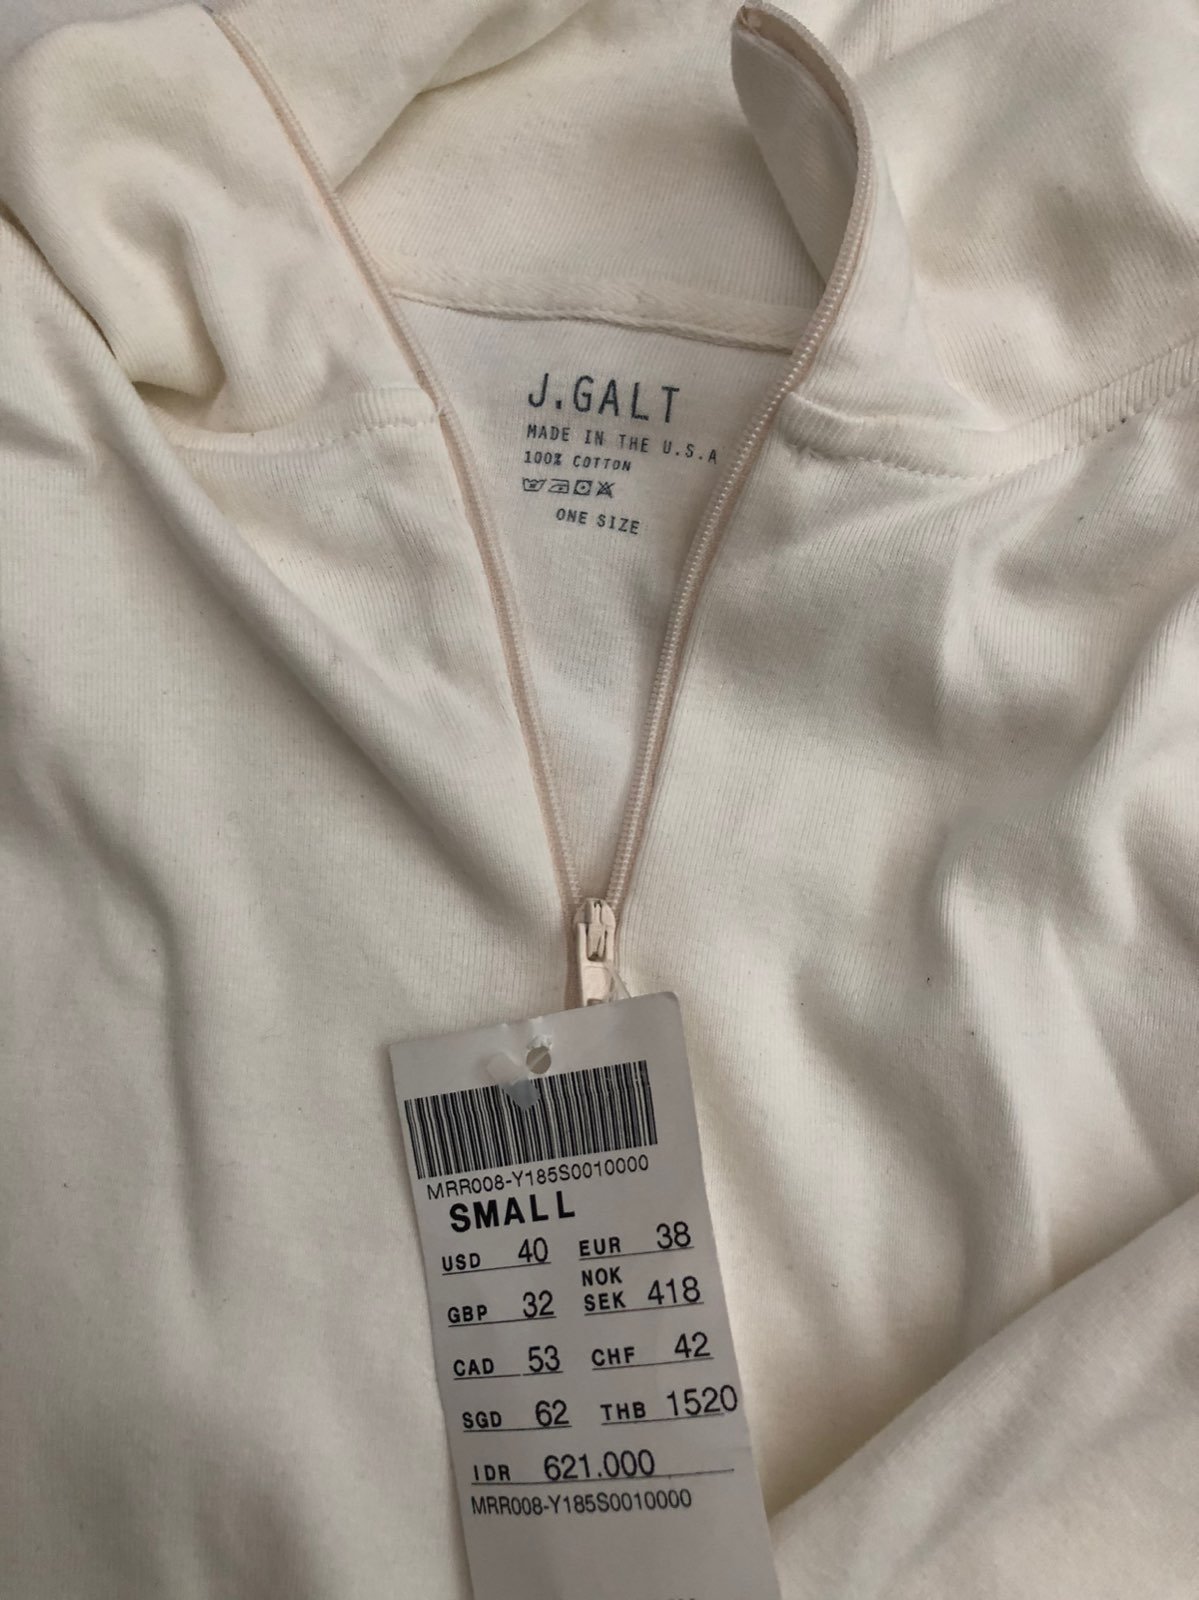 J.GALT
MADE IN THE U.S.A
100% COTTON
ONE SIZE
MRR008-Y185S0010000
SMALL
USD 40 EUR 38
NOK
GBP 32 SEK 418
CAD 53 CHF 42
SGD 62 THB 1520
IDR 621.000
MRR008-Y185S0010000